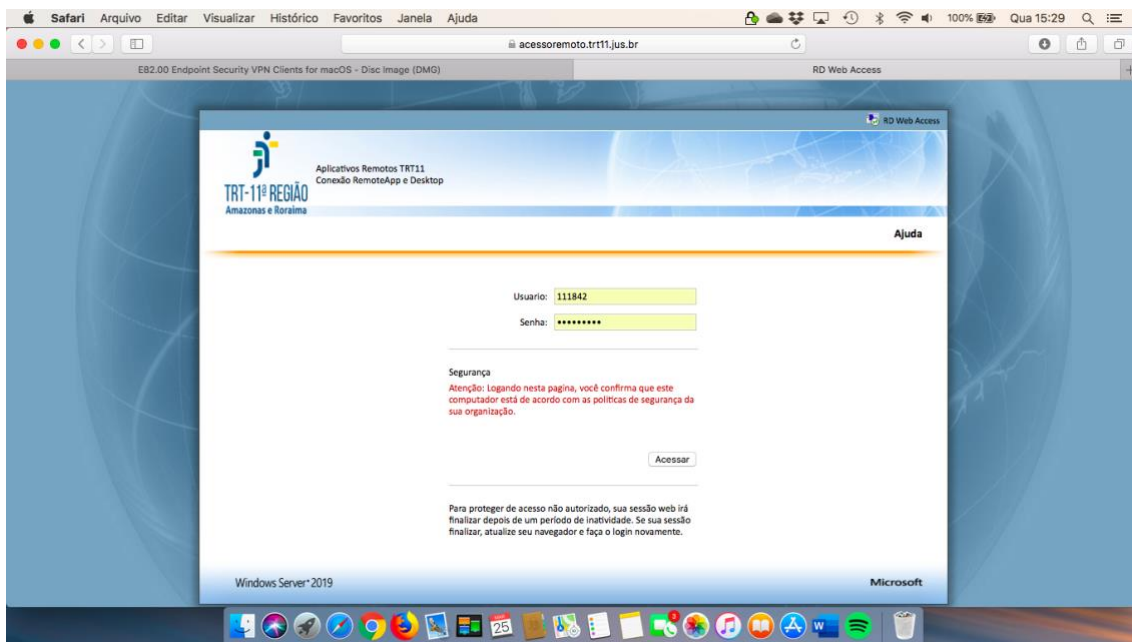 Safari Arquivo Editar Visualizar Histórico Favoritos Janela Ajuda 100% Qua 15:29
acessoremoto.trt11.jus.br
E82.00 Endpoint Security VPN Clients for macOS - Disc Image (DMG) RD Web Access
RD Web Access
Aplicativos Remotos TRT11
Conexão RemoteApp e Desktop
TRT-11ª REGIÃO
Amazonas e Roraima
Ajuda
Usuario: 111842
Senha: •••••••••
Segurança
Atenção: Logando nesta pagina, você confirma que este
computador está de acordo com as politicas de segurança da
sua organização.
Acessar
Para proteger de acesso não autorizado, sua sessão web irá
finalizar depois de um período de inatividade. Se sua sessão
finalizar, atualize seu navegador e faça o login novamente.
Windows Server 2019 Microsoft
25
W